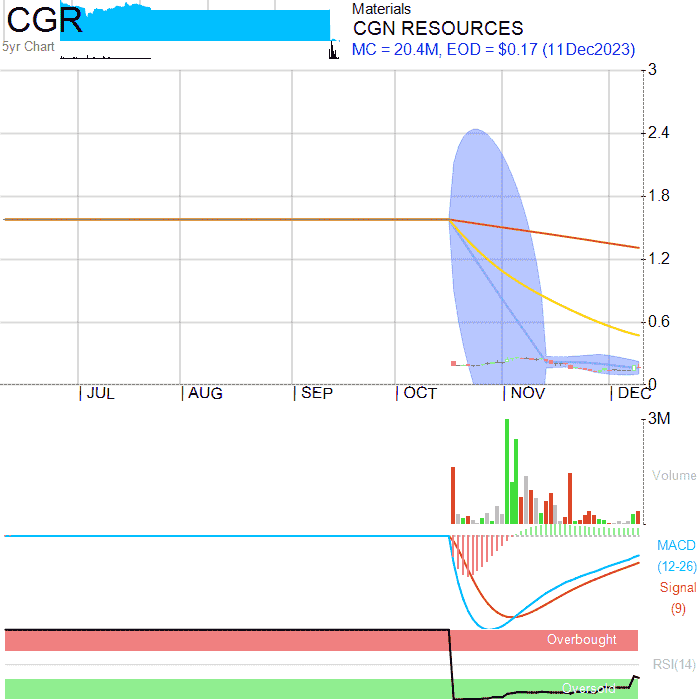 CGR
5yr Chart
Materials
CGN RESOURCES
MC = 20.4M, EOD = $0.17 (11Dec2023)
3
2.4
1.8
1.2
0.6
0
JUL AUG SEP OCT NOV DEC
3M
Volume
MACD
(12-26)
Signal
(9)
Overbought
RSI(14)
Oversold